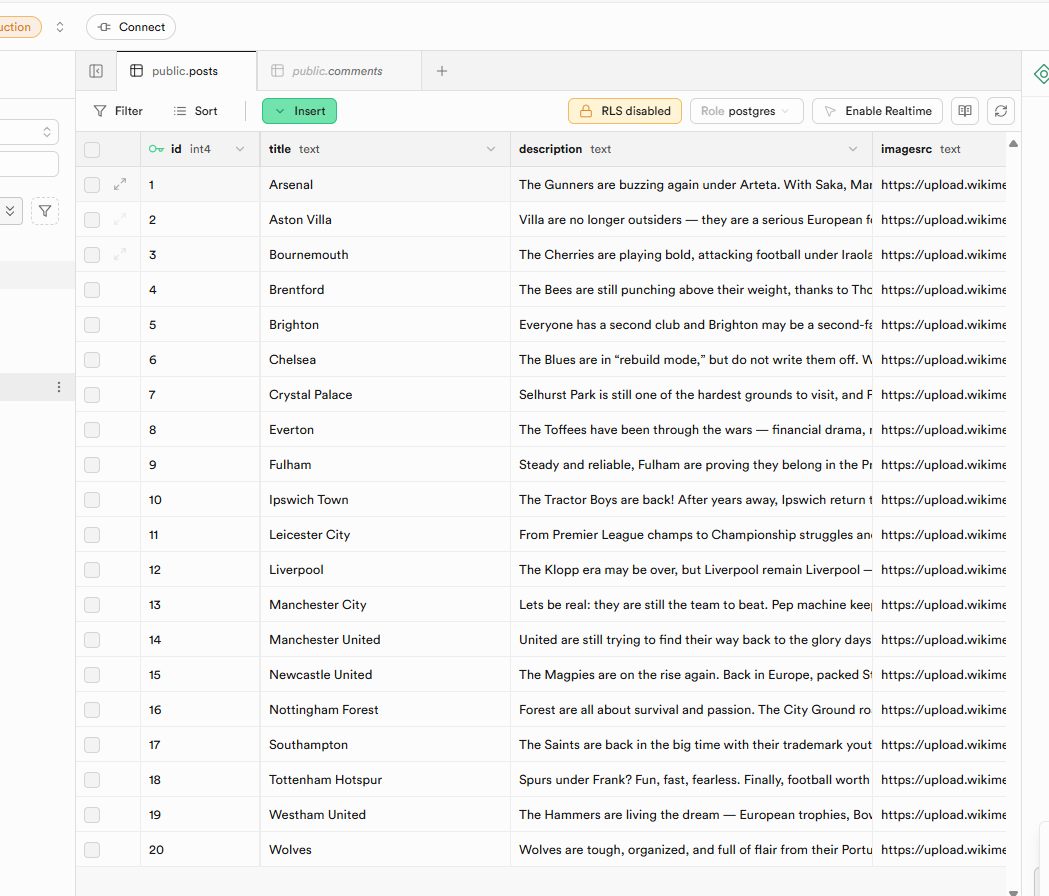 uction Connect
public.posts public.comments
Filter Sort Insert RLS disabled Role postgres Enable Realtime
id int4 title text description text imagesrc text
1 Arsenal The Gunners are buzzing again under Arteta. With Saka, Mar https://upload.wikime
2 Aston Villa Villa are no longer outsiders — they are a serious European fo https://upload.wikime
3 Bournemouth The Cherries are playing bold, attacking football under Iraola https://upload.wikime
4 Brentford The Bees are still punching above their weight, thanks to Tho https://upload.wikime
5 Brighton Everyone has a second club and Brighton may be a second-fa https://upload.wikime
6 Chelsea The Blues are in “rebuild mode,” but do not write them off. W https://upload.wikime
7 Crystal Palace Selhurst Park is still one of the hardest grounds to visit, and https://upload.wikime
8 Everton The Toffees have been through the wars — financial drama, https://upload.wikime
9 Fulham Steady and reliable, Fulham are proving they belong in the Pr https://upload.wikime
10 Ipswich Town The Tractor Boys are back! After years away, Ipswich return t https://upload.wikime
11 Leicester City From Premier League champs to Championship struggles and https://upload.wikime
12 Liverpool The Klopp era may be over, but Liverpool remain Liverpool — https://upload.wikime
13 Manchester City Lets be real: they are still the team to beat. Pep machine keep https://upload.wikime
14 Manchester United United are still trying to find their way back to the glory days https://upload.wikime
15 Newcastle United The Magpies are on the rise again. Back in Europe, packed St https://upload.wikime
16 Nottingham Forest Forest are all about survival and passion. The City Ground ro https://upload.wikime
17 Southampton The Saints are back in the big time with their trademark yout https://upload.wikime
18 Tottenham Hotspur Spurs under Frank? Fun, fast, fearless. Finally, football worth https://upload.wikime
19 Westham United The Hammers are living the dream — European trophies, Bow https://upload.wikime
20 Wolves Wolves are tough, organized, and full of flair from their Portu https://upload.wikime